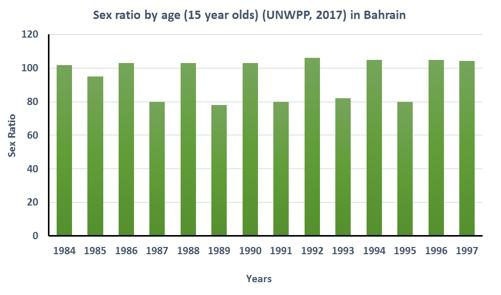 Sex ratio by age (15 year olds) (UNWPP, 2017) in Bahrain
120
100
80
60
40
20
0
Sex Ratio
1984 1985 1986 1987 1988 1989 1990 1991 1992 1993 1994 1995 1996 1997
Years